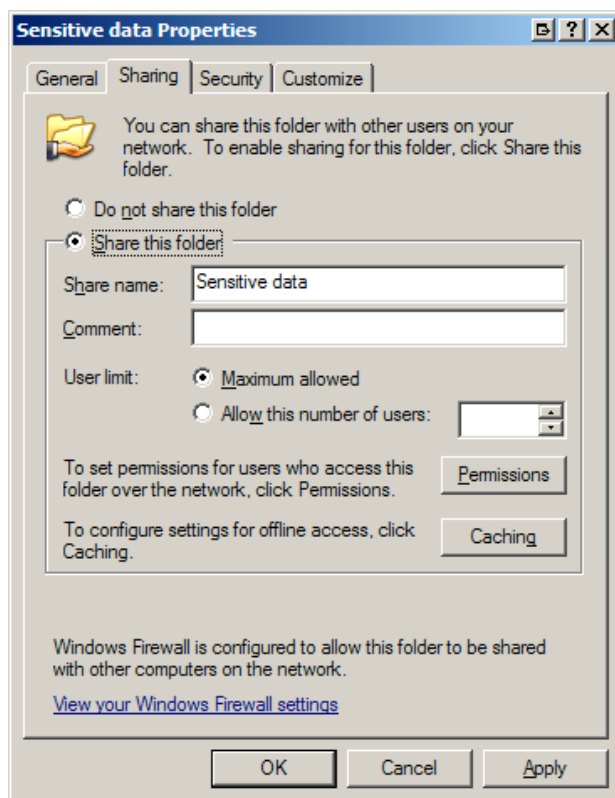 Sensitive data Properties
General Sharing Security Customize
You can share this folder with other users on your
network. To enable sharing for this folder, click Share this
folder.
Do not share this folder
Share this folder
Share name: Sensitive data
Comment:
User limit: Maximum allowed
Allow this number of users:
To set permissions for users who access this
folder over the network, click Permissions.
Permissions
To configure settings for offline access, click
Caching.
Caching
Windows Firewall is configured to allow this folder to be shared
with other computers on the network.
View your Windows Firewall settings
OK Cancel Apply